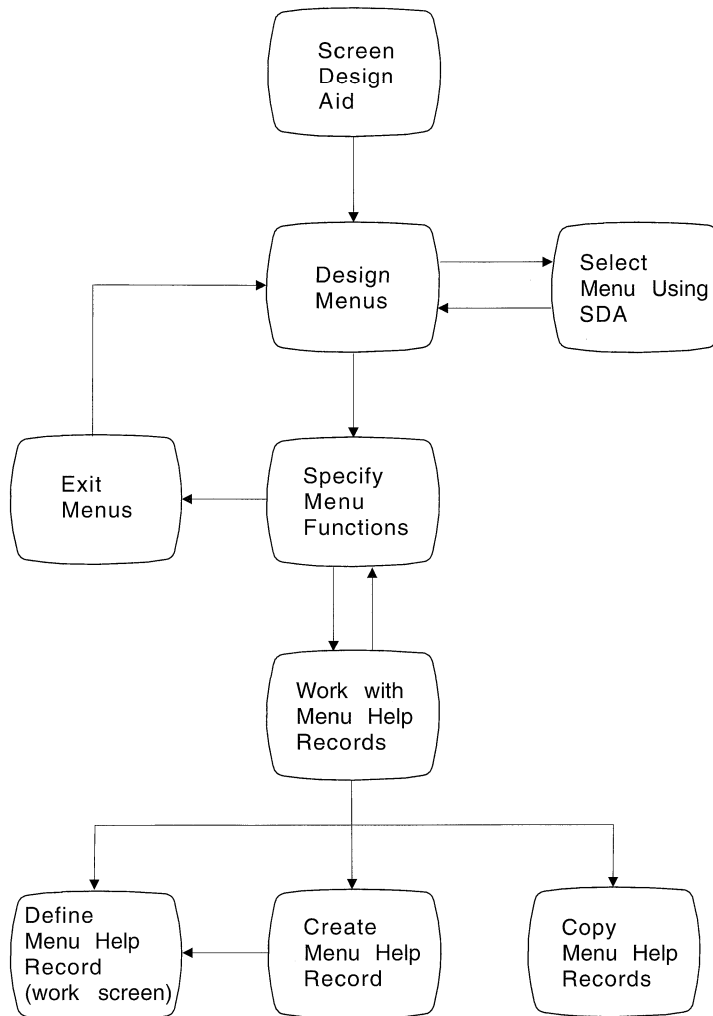 Screen
Design
Aid
Design
Menus
Select
Menu Using
SDA
Exit
Menus
Specify
Menu
Functions
Work with
Menu Help
Records
Define
Menu Help
Record
(work screen)
Create
Menu Help
Record
Copy
Menu Help
Records